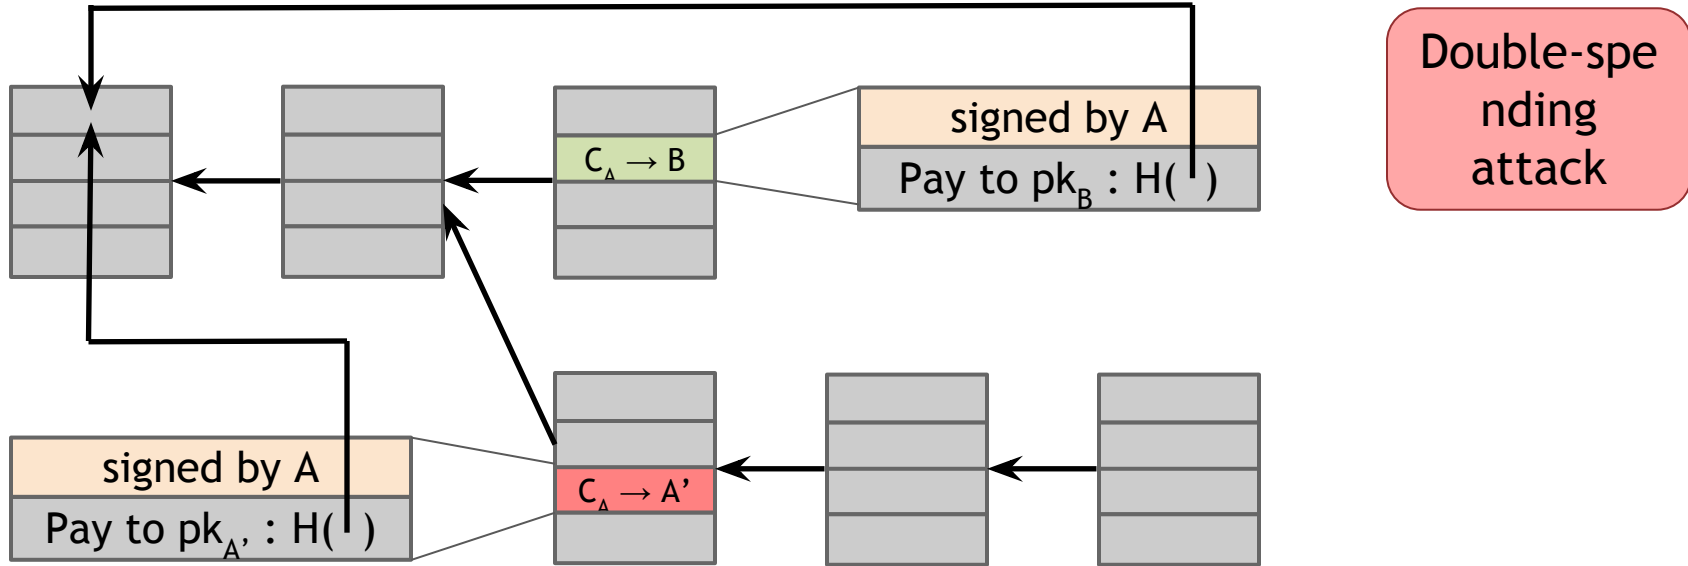 Double-spe
nding
attack
signed by A
C_A → B
Pay to pk_B : H( )
signed by A
C_A → A’
Pay to pk_A’ : H( )